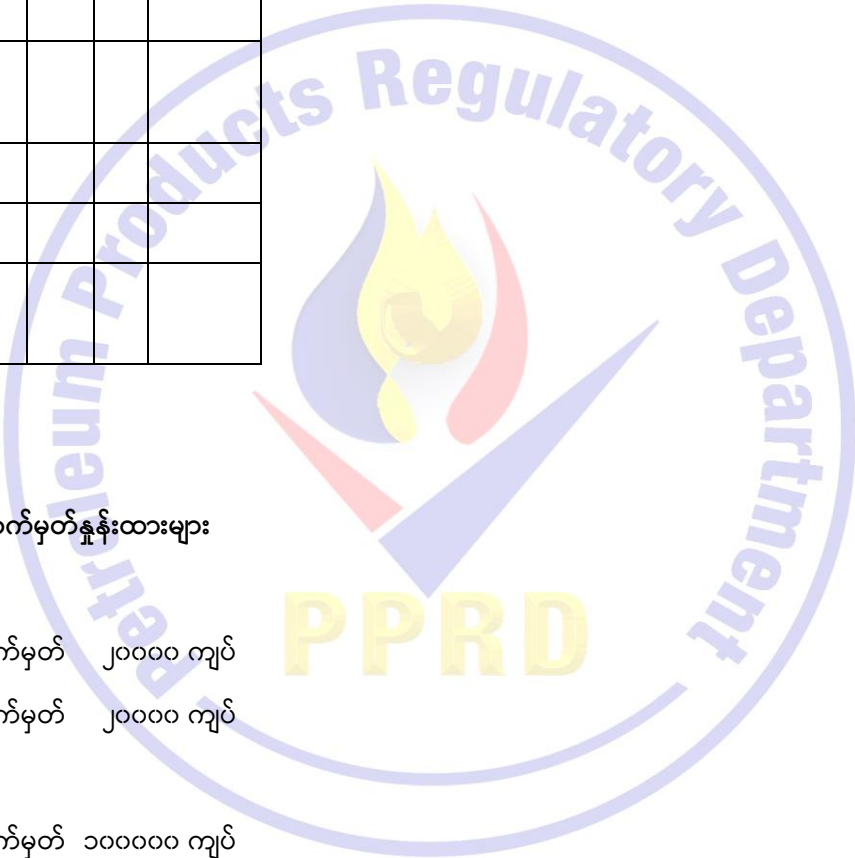 Petroleum Products Regulatory Department
က်မှတ်နှုန်းထားများ
PPRD
က်မှတ် ၂၀၀၀၀ ကျပ်
က်မှတ် ၂၀၀၀၀ ကျပ်
က်မှတ် ၁၀၀၀၀၀ ကျပ်